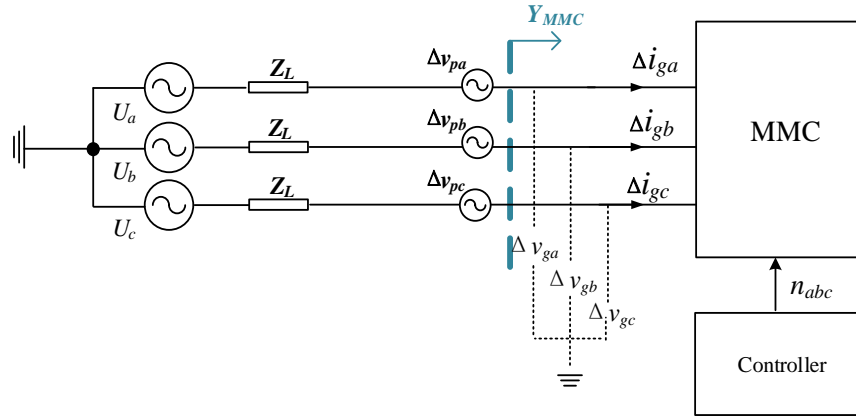 Y_MMC
Δv_pa
Z_L
Δi_ga
U_a
Δv_pb
Z_L
Δi_gb
MMC
U_b
Δv_pc
Z_L
Δi_gc
U_c
Δ v_ga
Δ v_gb
n_abc
Δ v_gc
Controller